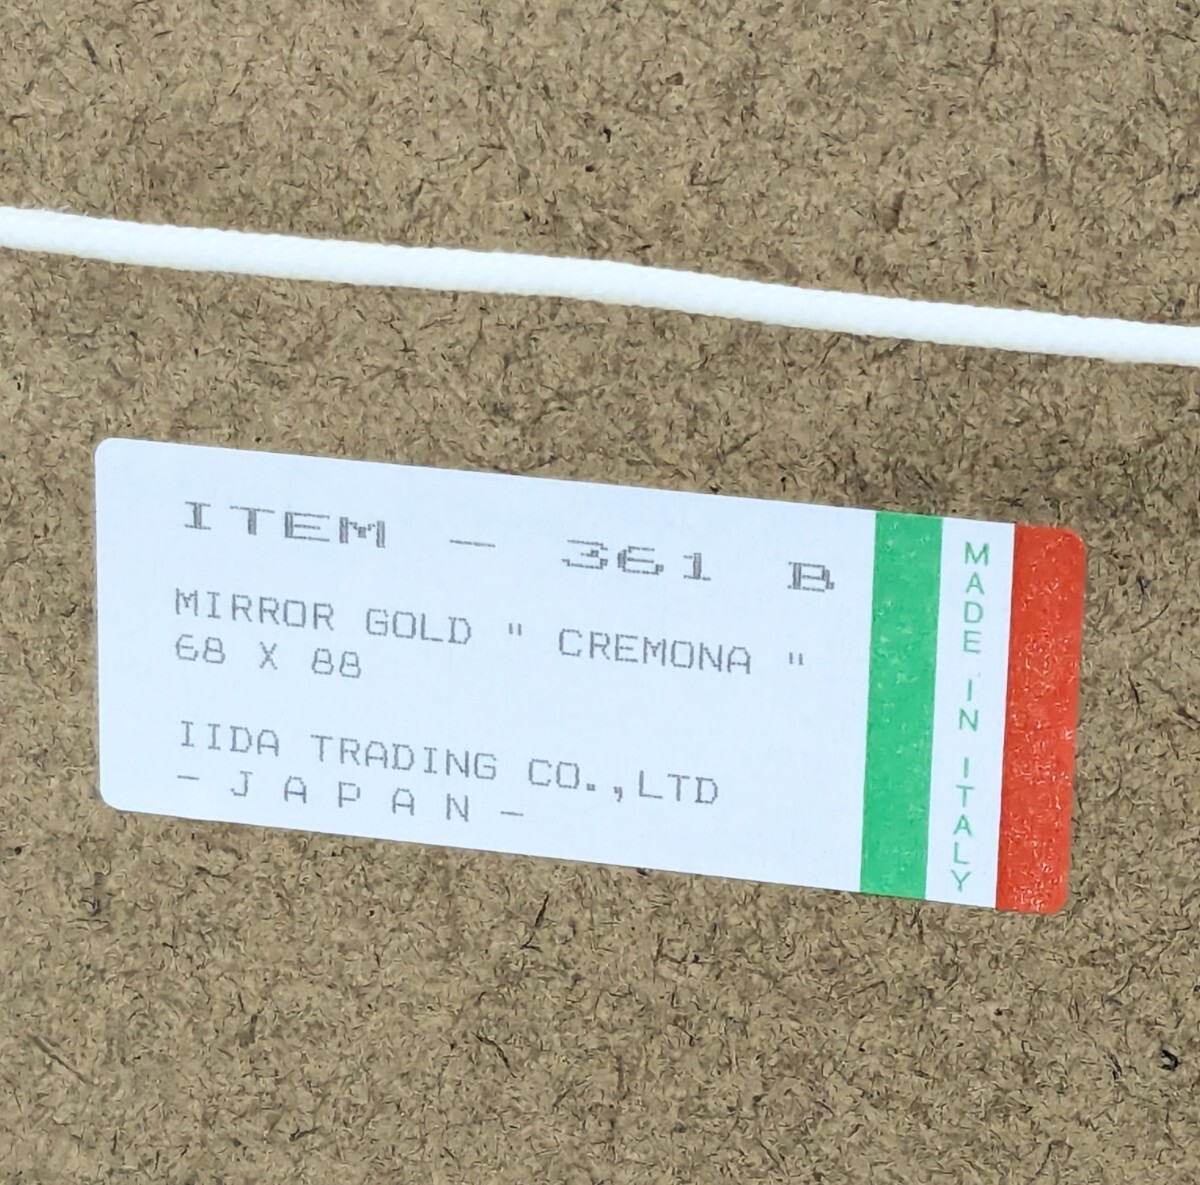 ITEM - 361 B
MIRROR GOLD " CREMONA "
68 X 88
IIDA TRADING CO.,LTD
- J A P A N -
MADE IN ITALY